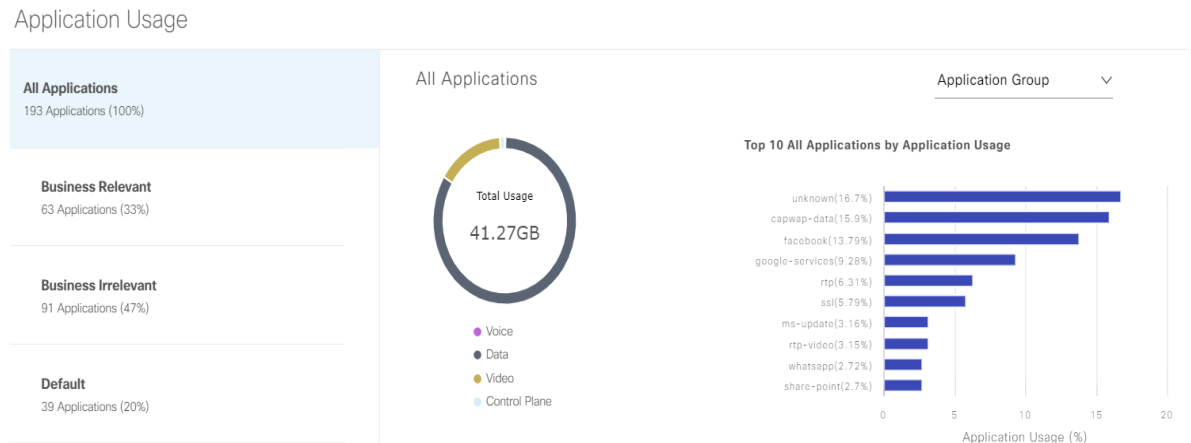 Application Usage
All Applications
193 Applications (100%)
Business Relevant
63 Applications (33%)
Business Irrelevant
91 Applications (47%)
Default
39 Applications (20%)
All Applications
Application Group
Total Usage
41.27GB
Voice
Data
Video
Control Plane
Top 10 All Applications by Application Usage
unknown(16.7%)
capwap-data(15.9%)
facebook(13.79%)
google-services(9.28%)
rtp(6.31%)
ssl(5.79%)
ms-update(3.16%)
rtp-video(3.15%)
whatsapp(2.72%)
share-point(2.7%)
0 5 10 15 20
Application Usage (%)